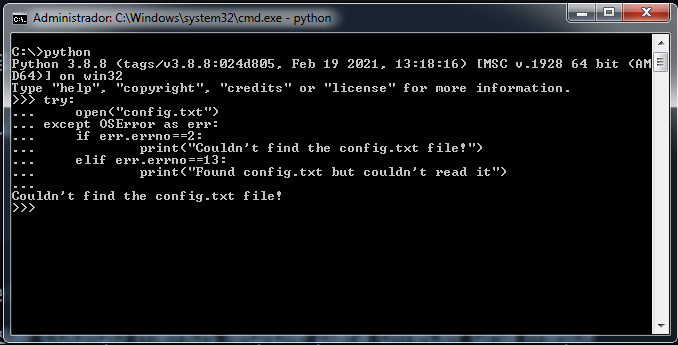 Administrador: C:\Windows\system32\cmd.exe - python
C:\>python
Python 3.8.8 (tags/v3.8.8:024d805, Feb 19 2021, 13:18:16) [MSC v.1928 64 bit (AM
D64)] on win32
Type "help", "copyright", "credits" or "license" for more information.
>>> try:
...     open("config.txt")
... except OSError as err:
...     if err.errno==2:
...             print("Couldn't find the config.txt file!")
...     elif err.errno==13:
...             print("Found config.txt but couldn't read it")
...
Couldn't find the config.txt file!
>>>